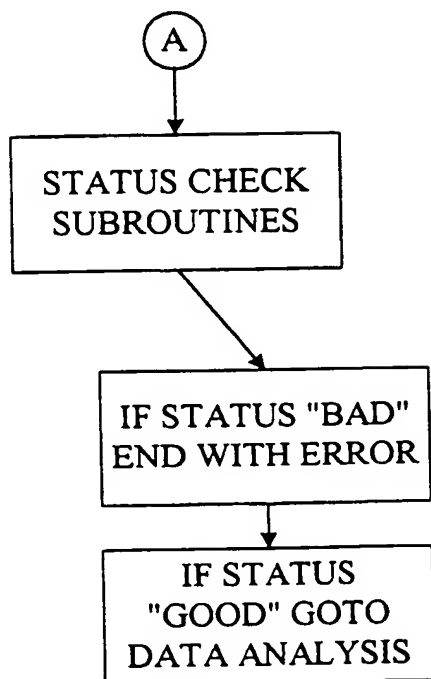 A
STATUS CHECK
SUBROUTINES
IF STATUS "BAD"
END WITH ERROR
IF STATUS
"GOOD" GOTO
DATA ANALYSIS